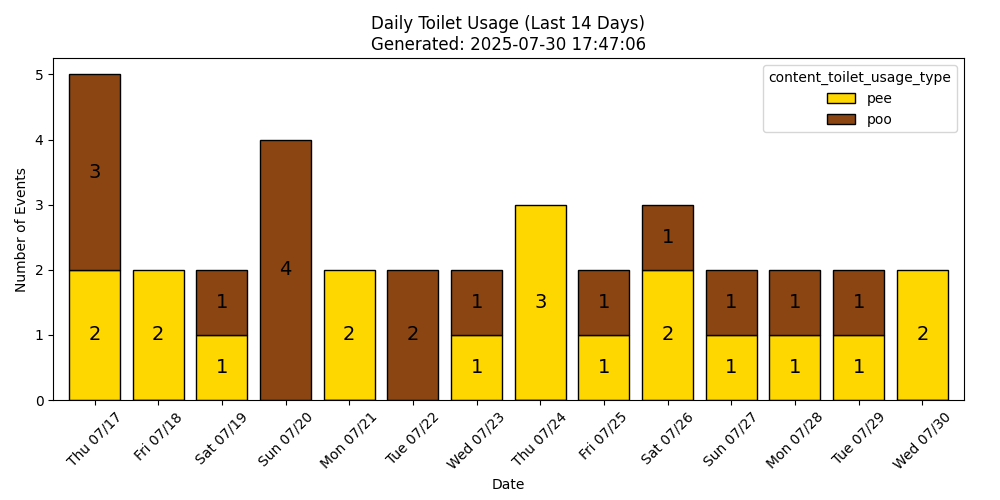 Daily Toilet Usage (Last 14 Days)
Generated: 2025-07-30 17:47:06
content_toilet_usage_type
pee
poo
Number of Events
5
4
3
2
1
0
3
2
2
1
1
4
2
2
1
1
3
1
1
1
2
1
1
1
1
1
1
2
Thu 07/17
Fri 07/18
Sat 07/19
Sun 07/20
Mon 07/21
Tue 07/22
Wed 07/23
Thu 07/24
Fri 07/25
Sat 07/26
Sun 07/27
Mon 07/28
Tue 07/29
Wed 07/30
Date